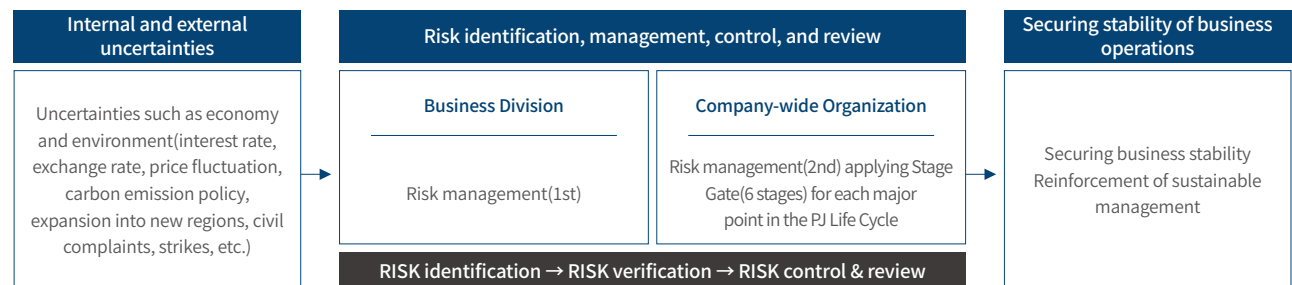 Internal and external
uncertainties
Uncertainties such as economy
and environment(interest rate,
exchange rate, price fluctuation,
carbon emission policy,
expansion into new regions, civil
complaints, strikes, etc.)
Risk identification, management, control, and review
Business Division
Risk management(1st)
Company-wide Organization
Risk management(2nd) applying Stage
Gate(6 stages) for each major
point in the PJ Life Cycle
RISK identification → RISK verification → RISK control & review
Securing stability of business
operations
Securing business stability
Reinforcement of sustainable
management